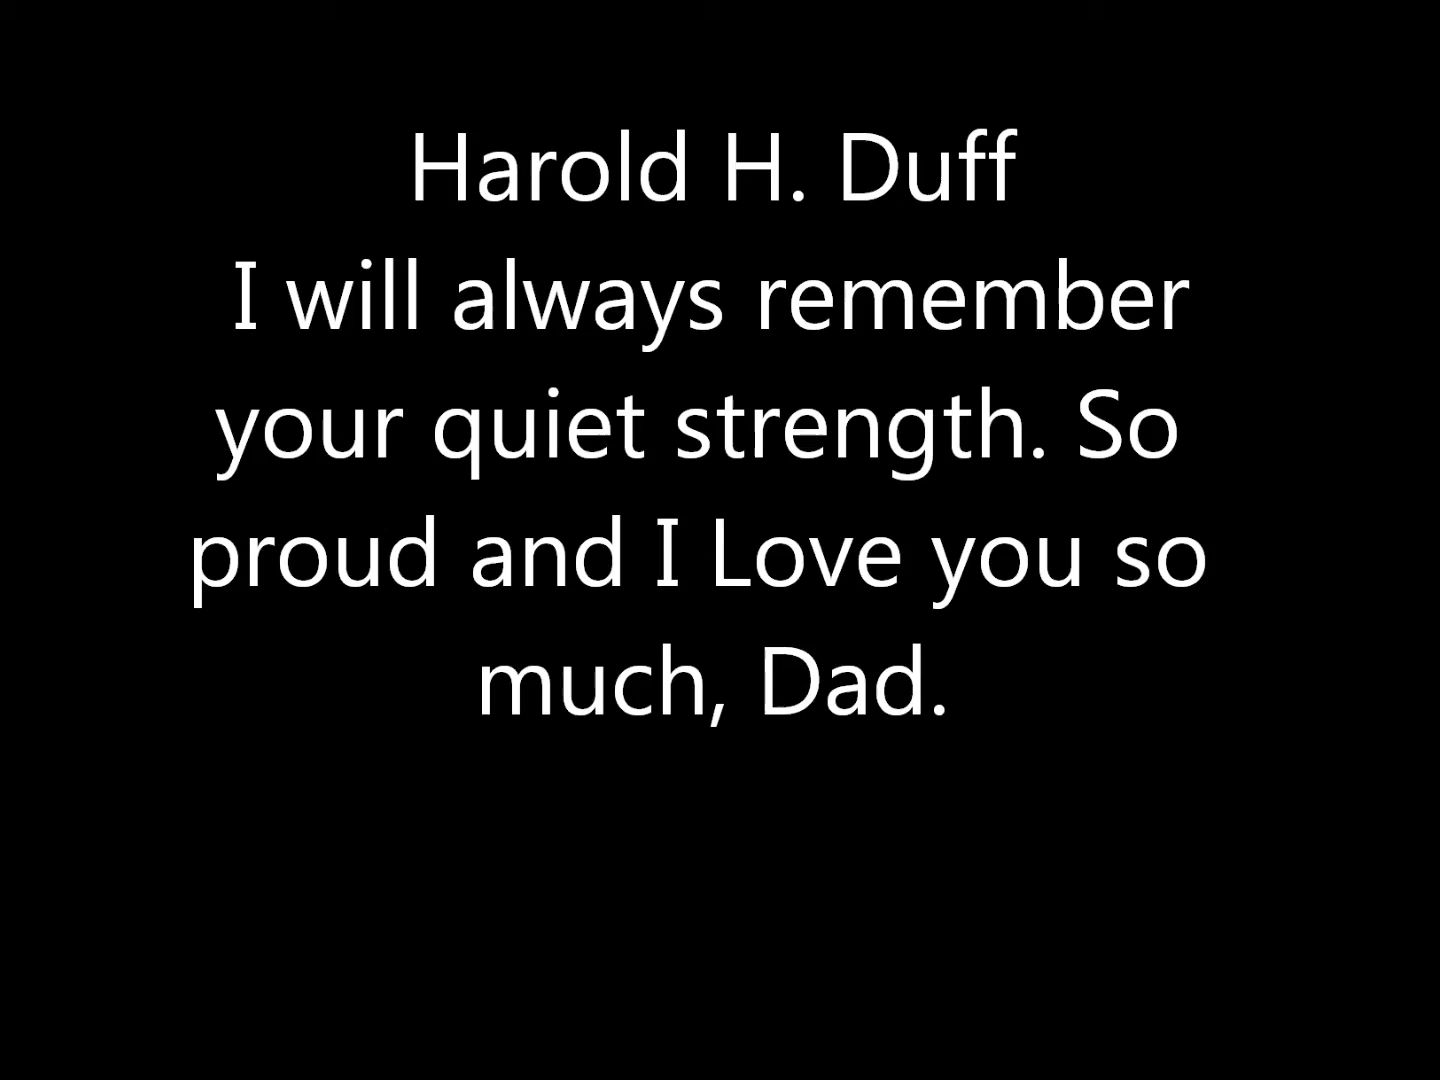 Harold H. Duff
I will always remember
your quiet strength. So
proud and I Love you so
much, Dad.